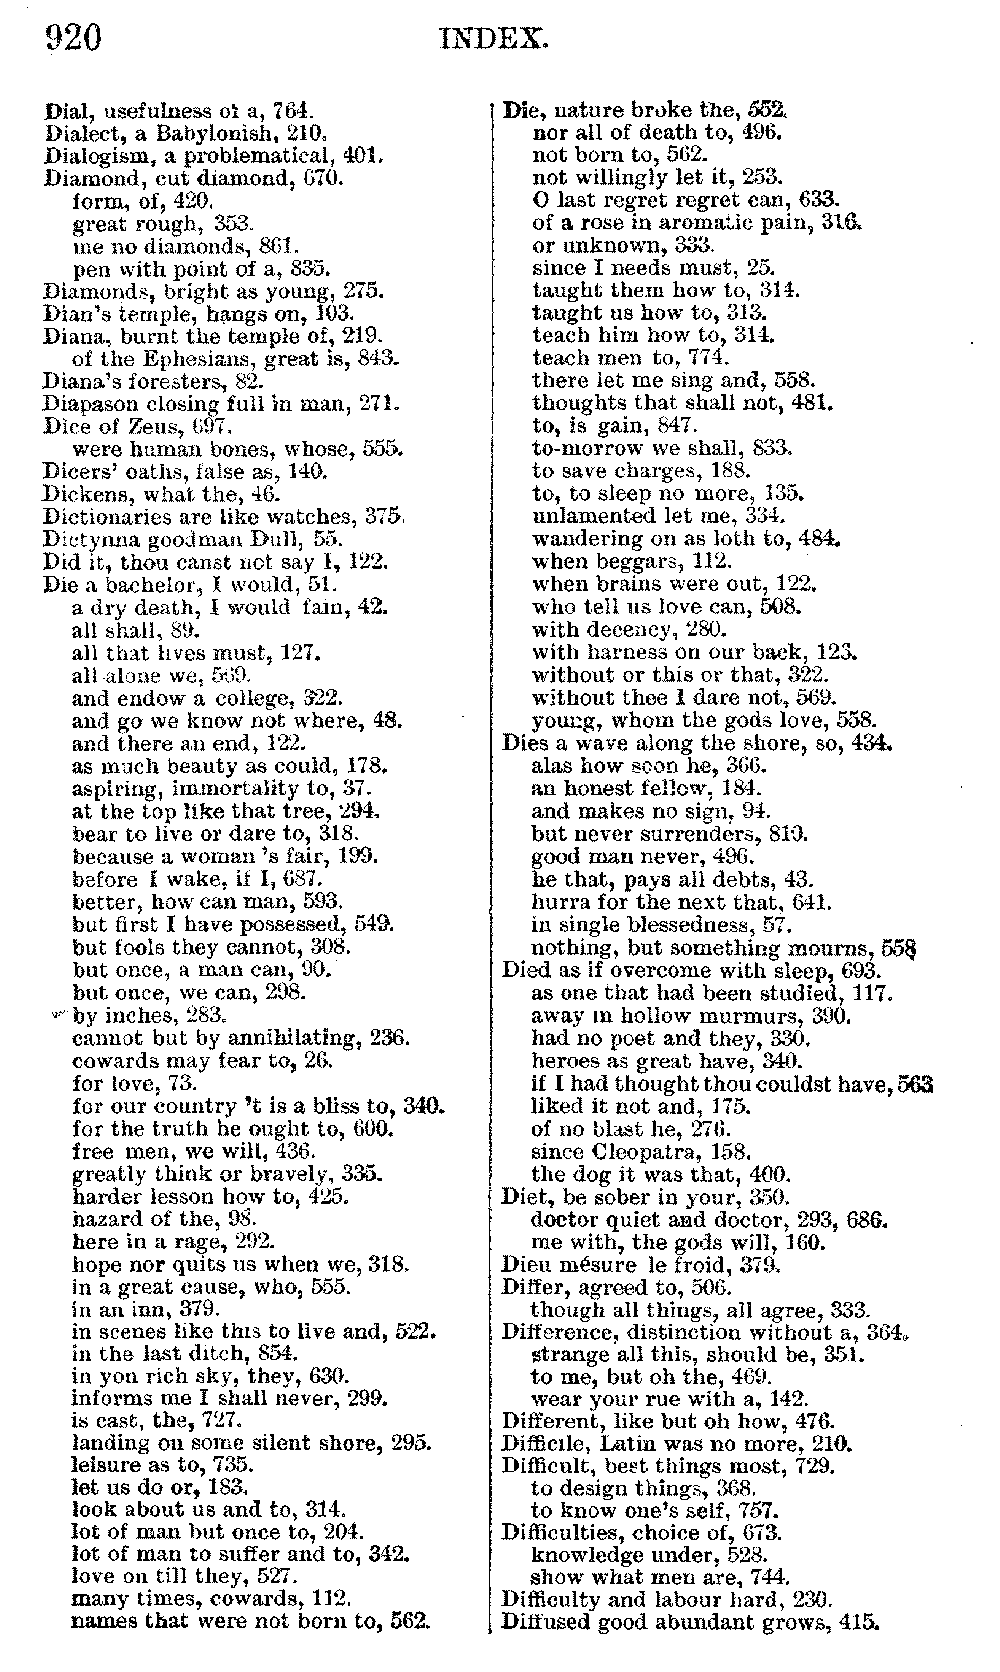 920 INDEX.
Dial, usefulness of a, 764.
Dialect, a Babylonish, 210.
Dialogism, a problematical, 401.
Diamond, cut diamond, 670.
form, of, 420.
great rough, 353.
me no diamonds, 861.
pen with point of a, 835.
Diamonds, bright as young, 275.
Dian's temple, hangs on, 103.
Diana, burnt the temple of, 219.
of the Ephesians, great is, 843.
Diana's foresters, 82.
Diapason closing full in man, 271.
Dice of Zeus, 697.
were human bones, whose, 555.
Dicers' oaths, false as, 140.
Dickens, what the, 46.
Dictionaries are like watches, 375.
Dictynna goodman Dull, 55.
Did it, thou canst not say I, 122.
Die a bachelor, I would, 51.
a dry death, I would fain, 42.
all shall, 89.
all that lives must, 127.
all alone we, 569.
and endow a college, 322.
and go we know not where, 48.
and there an end, 122.
as much beauty as could, 178.
aspiring, immortality to, 37.
at the top like that tree, 294.
bear to live or dare to, 318.
because a woman 's fair, 199.
before I wake, if I, 687.
better, how can man, 593.
but first I have possessed, 549.
but fools they cannot, 308.
but once, a man can, 90.
but once, we can, 298.
by inches, 283.
cannot but by annihilating, 236.
cowards may fear to, 26.
for love, 73.
for our country 't is a bliss to, 340.
for the truth he ought to, 600.
free men, we will, 436.
greatly think or bravely, 335.
harder lesson how to, 425.
hazard of the, 98.
here in a rage, 292.
hope nor quits us when we, 318.
in a great cause, who, 555.
in an inn, 379.
in scenes like this to live and, 522.
in the last ditch, 854.
in yon rich sky, they, 630.
informs me I shall never, 299.
is cast, the, 727.
landing on some silent shore, 295.
leisure as to, 735.
let us do or, 183.
look about us and to, 314.
lot of man but once to, 204.
lot of man to suffer and to, 342.
love on till they, 527.
many times, cowards, 112.
names that were not born to, 562.
Die, nature broke the, 552.
nor all of death to, 496.
not born to, 562.
not willingly let it, 253.
O last regret regret can, 633.
of a rose in aromatic pain, 316.
or unknown, 333.
since I needs must, 25.
taught them how to, 314.
taught us how to, 313.
teach him how to, 314.
teach men to, 774.
there let me sing and, 558.
thoughts that shall not, 481.
to, is gain, 847.
to-morrow we shall, 833.
to save charges, 188.
to, to sleep no more, 135.
unlamented let me, 334.
wandering on as loth to, 484.
when beggars, 112.
when brains were out, 122.
who tell us love can, 508.
with decency, 280.
with harness on our back, 123.
without or this or that, 322.
without thee I dare not, 569.
young, whom the gods love, 558.
Dies a wave along the shore, so, 434.
alas how soon he, 366.
an honest fellow, 184.
and makes no sign, 94.
but never surrenders, 810.
good man never, 496.
he that, pays all debts, 43.
hurra for the next that, 641.
in single blessedness, 57.
nothing, but something mourns, 558
Died as if overcome with sleep, 693.
as one that had been studied, 117.
away in hollow murmurs, 390.
had no poet and they, 330.
heroes as great have, 340.
if I had thought thou couldst have, 563
liked it not and, 175.
of no blast he, 276.
since Cleopatra, 158.
the dog it was that, 400.
Diet, be sober in your, 350.
doctor quiet and doctor, 293, 686.
me with, the gods will, 160.
Dieu mésure le froid, 379.
Differ, agreed to, 506.
though all things, all agree, 333.
Difference, distinction without a, 364.
strange all this, should be, 351.
to me, but oh the, 469.
wear your rue with a, 142.
Different, like but oh how, 476.
Difficile, Latin was no more, 210.
Difficult, best things most, 729.
to design things, 368.
to know one's self, 757.
Difficulties, choice of, 673.
knowledge under, 528.
show what men are, 744.
Difficulty and labour hard, 230.
Diffused good abundant grows, 415.